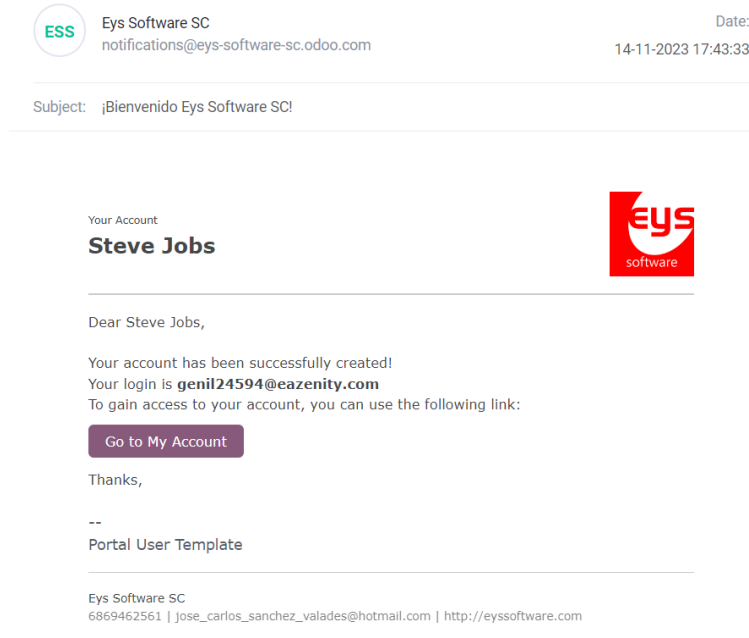 ESS
Eys Software SC
notifications@eys-software-sc.odoo.com
Date:
14-11-2023 17:43:33
Subject: ¡Bienvenido Eys Software SC!
Your Account
Steve Jobs
eys
software
Dear Steve Jobs,
Your account has been successfully created!
Your login is genil24594@eazenity.com
To gain access to your account, you can use the following link:
Go to My Account
Thanks,
--
Portal User Template
Eys Software SC
6869462561 | jose_carlos_sanchez_valades@hotmail.com | http://eyssoftware.com